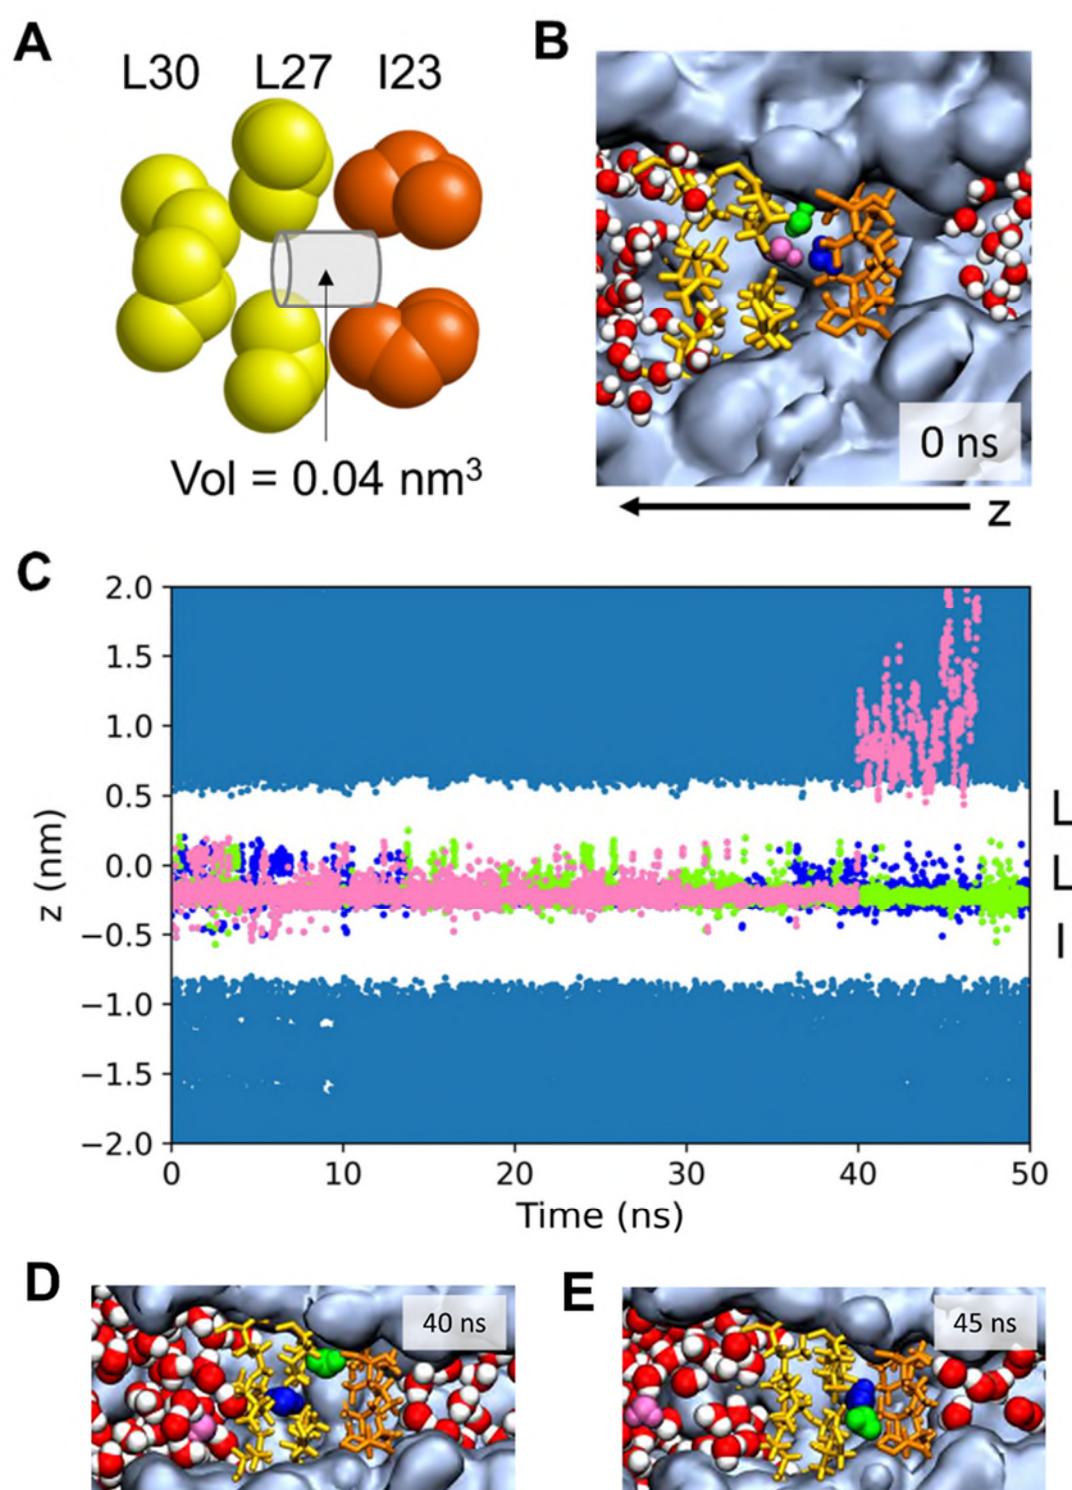 A
L30 L27 I23
Vol = 0.04 nm³
B
0 ns
z
C
2.0
1.5
1.0
0.5
0.0
−0.5
−1.0
−1.5
−2.0
z (nm)
L
L
I
0 10 20 30 40 50
Time (ns)
D
40 ns
E
45 ns